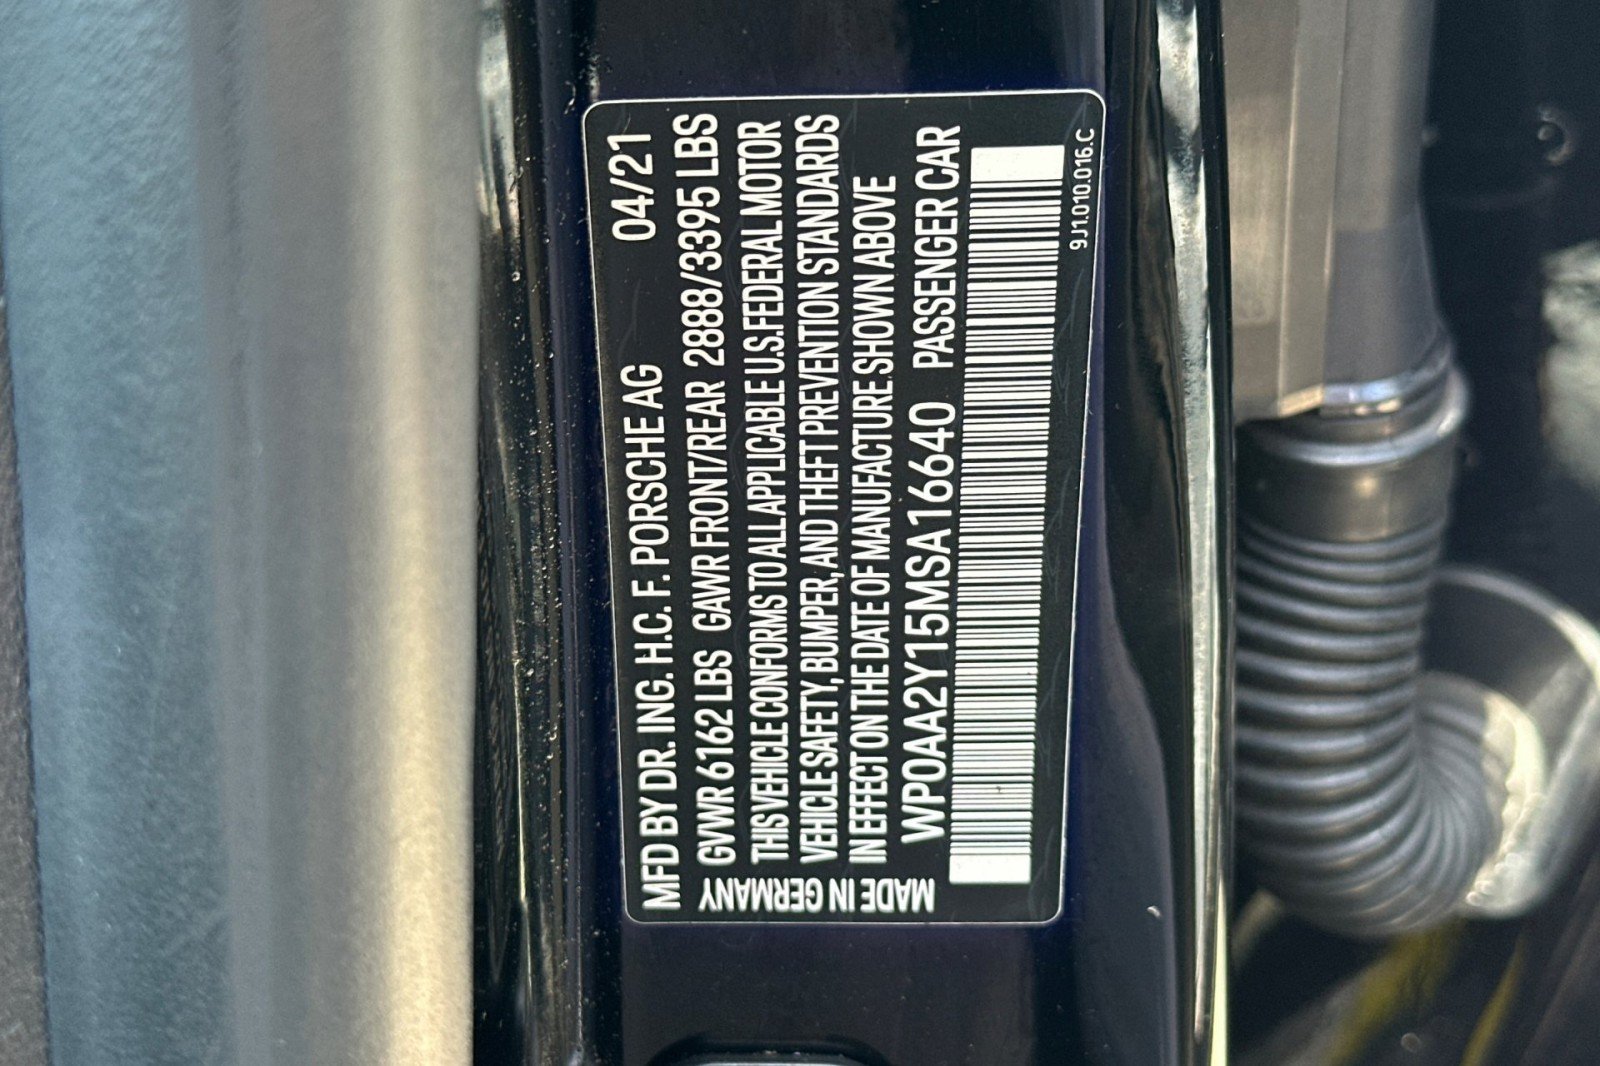 MFD BY DR. ING. H.C. F. PORSCHE AG 04/21
GVWR 6162 LBS GAWR FRONT/REAR 2888/3395 LBS
THIS VEHICLE CONFORMS TO ALL APPLICABLE U.S. FEDERAL MOTOR
VEHICLE SAFETY, BUMPER, AND THEFT PREVENTION STANDARDS
IN EFFECT ON THE DATE OF MANUFACTURE SHOWN ABOVE
WP0AA2Y15MSA16640 PASSENGER CAR
9J1.010.016.C
MADE IN GERMANY